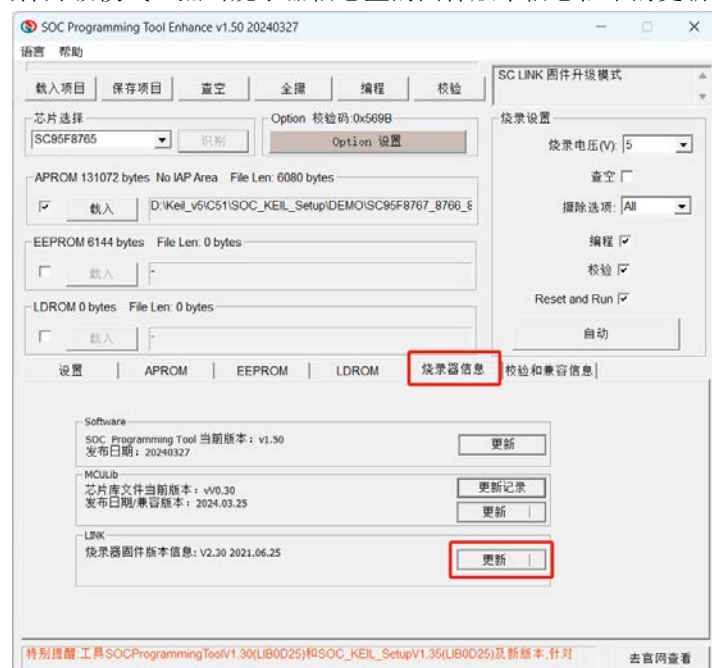 SOC Programming Tool Enhance v1.50 20240327
语言 帮助
载入项目 保存项目 查空 全擦 编程 校验
SC LINK 固件升级模式
芯片选择
SC95F8765 识别
Option 校验码:0x569B
Option 设置
烧录设置
烧录电压(V): 5
查空
擦除选项: All
编程
校验
Reset and Run
自动
APROM 131072 bytes No IAP Area File Len: 6080 bytes
载入 D:\Keil_v5\C51\SOC_KEIL_Setup\DEMO\SC95F8767_8766_8
EEPROM 6144 bytes File Len: 0 bytes
载入 -
LDROM 0 bytes File Len: 0 bytes
载入 -
设置 APROM EEPROM LDROM 烧录器信息 校验和兼容信息
Software
SOC Programming Tool 当前版本: v1.50
发布日期: 20240327
更新
MCULib
芯片库文件当前版本: vV0.30
发布日期/兼容版本: 2024.03.25
更新记录
更新
LINK
烧录器固件版本信息: V2.30 2021.06.25
更新
特别提醒:工具SOCProgrammingToolV1.30(LIB0D25)和SOC_KEIL_SetupV1.35(LIB0D25)及新版本,针对
去官网查看